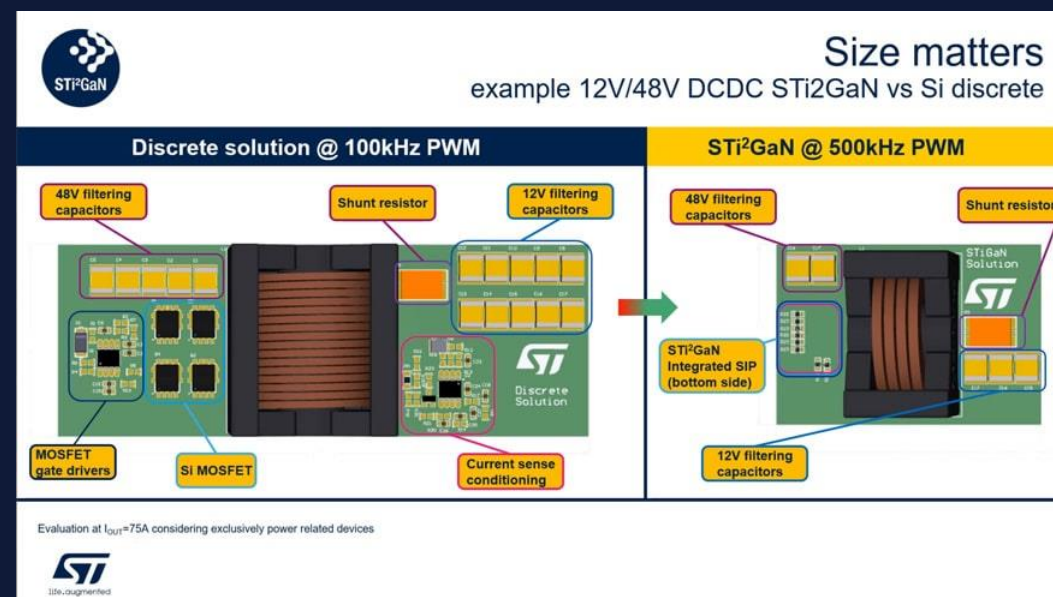 STi²GaN
Size matters
example 12V/48V DCDC STi2GaN vs Si discrete
Discrete solution @ 100kHz PWM
STi²GaN @ 500kHz PWM
48V filtering
capacitors
Shunt resistor
12V filtering
capacitors
Discrete
Solution
MOSFET
gate drivers
Si MOSFET
Current sense
conditioning
48V filtering
capacitors
Shunt resistor
STiGaN
Solution
STi²GaN
Integrated SIP
(bottom side)
12V filtering
capacitors
Evaluation at IOUT=75A considering exclusively power related devices
life.augmented